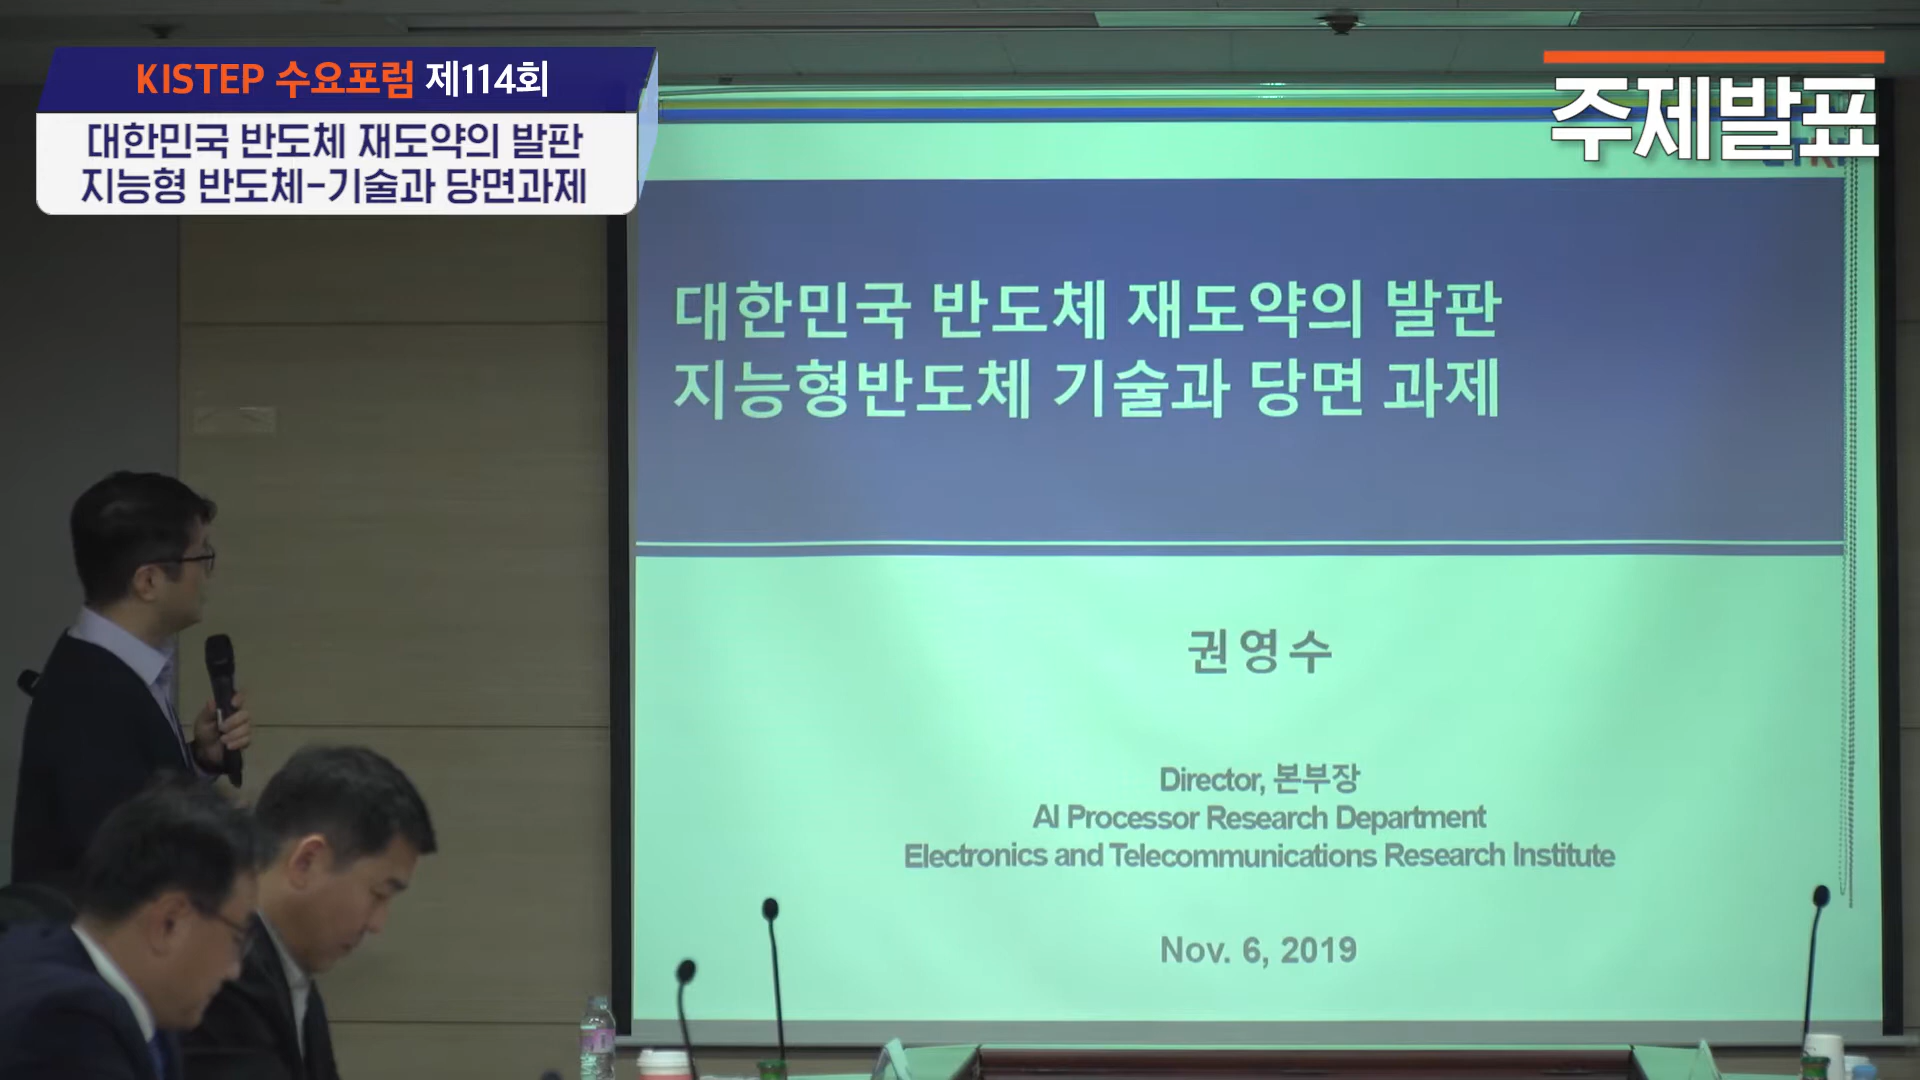 KISTEP 수요포럼 제114회
대한민국 반도체 재도약의 발판
지능형 반도체-기술과 당면과제
주제발표
대한민국 반도체 재도약의 발판
지능형반도체 기술과 당면 과제
권영수
Director, 본부장
AI Processor Research Department
Electronics and Telecommunications Research Institute
Nov. 6, 2019